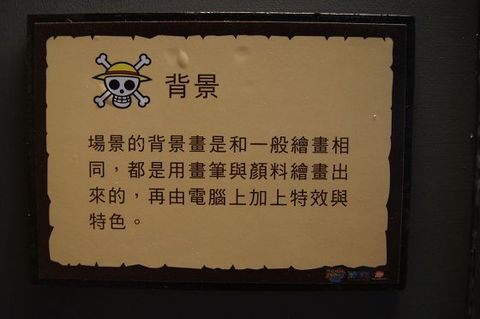 背景
場景的背景畫是和一般繪畫相
同，都是用畫筆與顏料繪畫出
來的，再由電腦上加上特效與
特色。